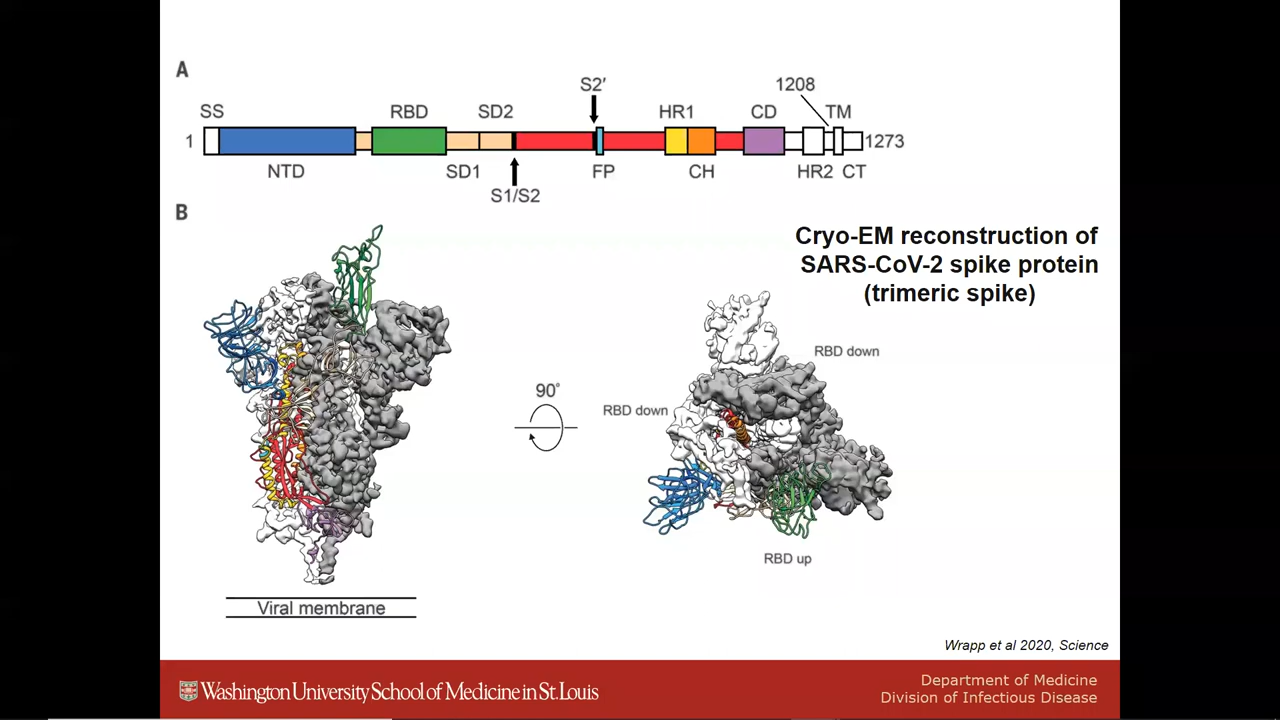 A
S2′
1208
SS
RBD
SD2
HR1
CD
TM
1
1273
NTD
SD1
FP
CH
HR2
CT
S1/S2
B
Cryo-EM reconstruction of
SARS-CoV-2 spike protein
(trimeric spike)
RBD down
90°
RBD down
RBD up
Viral membrane
Wrapp et al 2020, Science
Washington University School of Medicine in St. Louis
Department of Medicine
Division of Infectious Disease